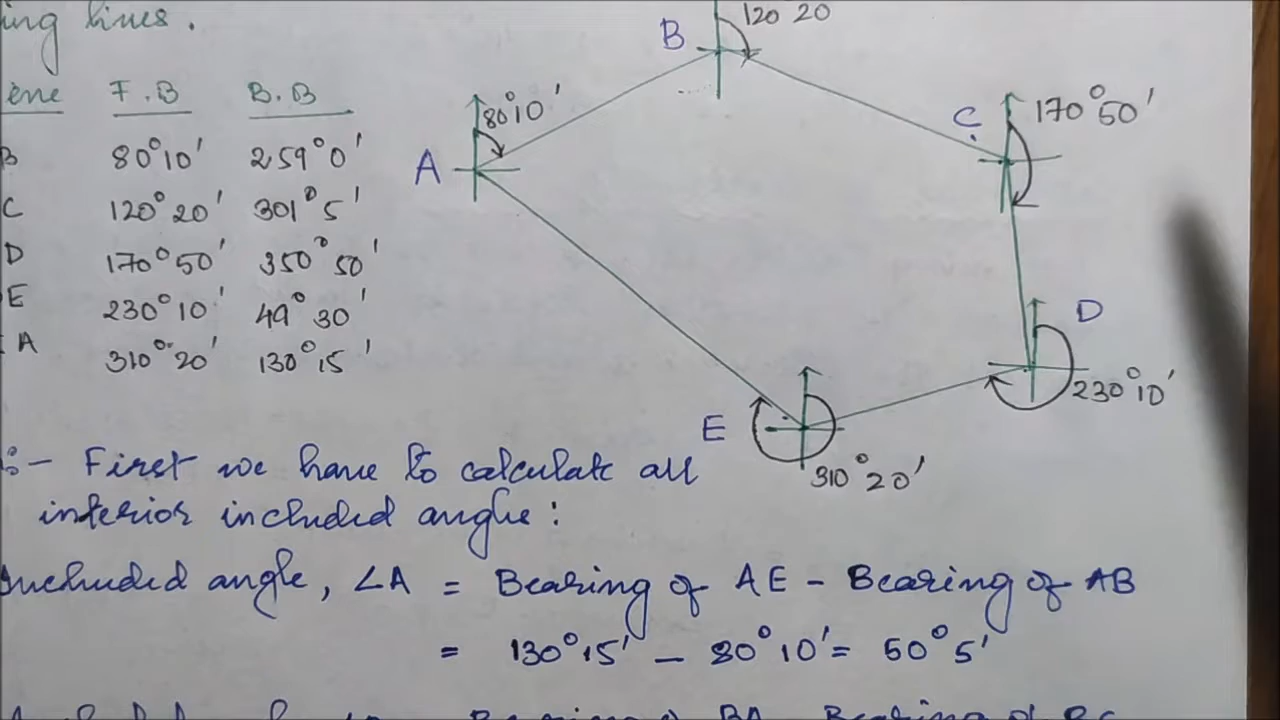 ing lines.
ene F.B B.B
B 80°10' 259°0'
C 120°20' 301°5'
D 170°50' 350°50'
E 230°10' 49°30'
A 310°20' 130°15'
B 120 20
A 80°10'
C 170°50'
D
230°10'
E
310°20'
:- First we have to calculate all
interior included angle:
Included angle, ∠A = Bearing of AE - Bearing of AB
= 130°15' - 80°10' = 50°5'
BA